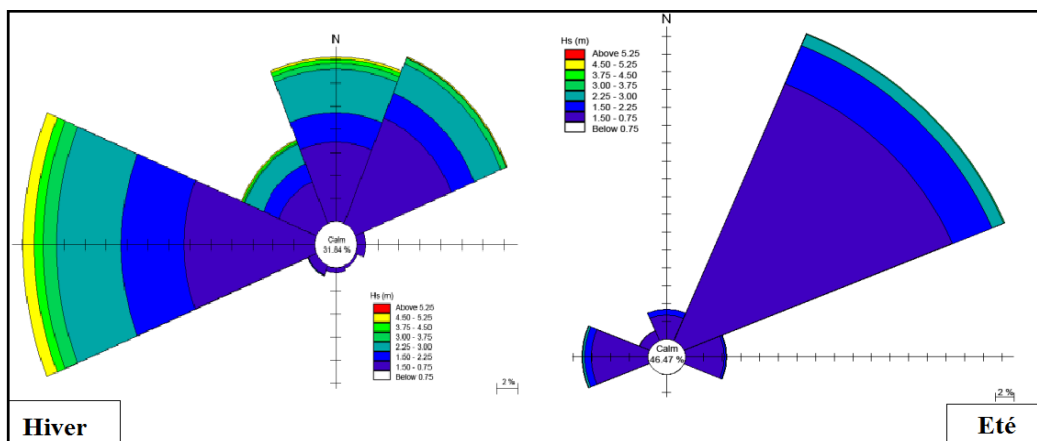 N
Calm
31.84 %
Hs (m)
Above 5.25
4.50 - 5.25
3.75 - 4.50
3.00 - 3.75
2.25 - 3.00
1.50 - 2.25
1.50 - 0.75
Below 0.75
2 %
Hiver
N
Hs (m)
Above 5.25
4.50 - 5.25
3.75 - 4.50
3.00 - 3.75
2.25 - 3.00
1.50 - 2.25
1.50 - 0.75
Below 0.75
Calm
46.47 %
2 %
Eté